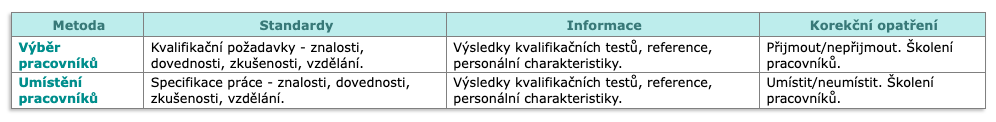 Metoda Standardy Informace Korekční opatření
Výběr Kvalifikační požadavky - znalosti, Výsledky kvalifikačních testů, reference, Přijmout/nepřijmout. Školení
pracovníků dovednosti, zkušenosti, vzdělání. personální charakteristiky. pracovníků.
Umístění Specifikace práce - znalosti, dovednosti, Výsledky kvalifikačních testů, reference, Umístit/neumístit. Školení
pracovníků zkušenosti, vzdělání. personální charakteristiky. pracovníků.